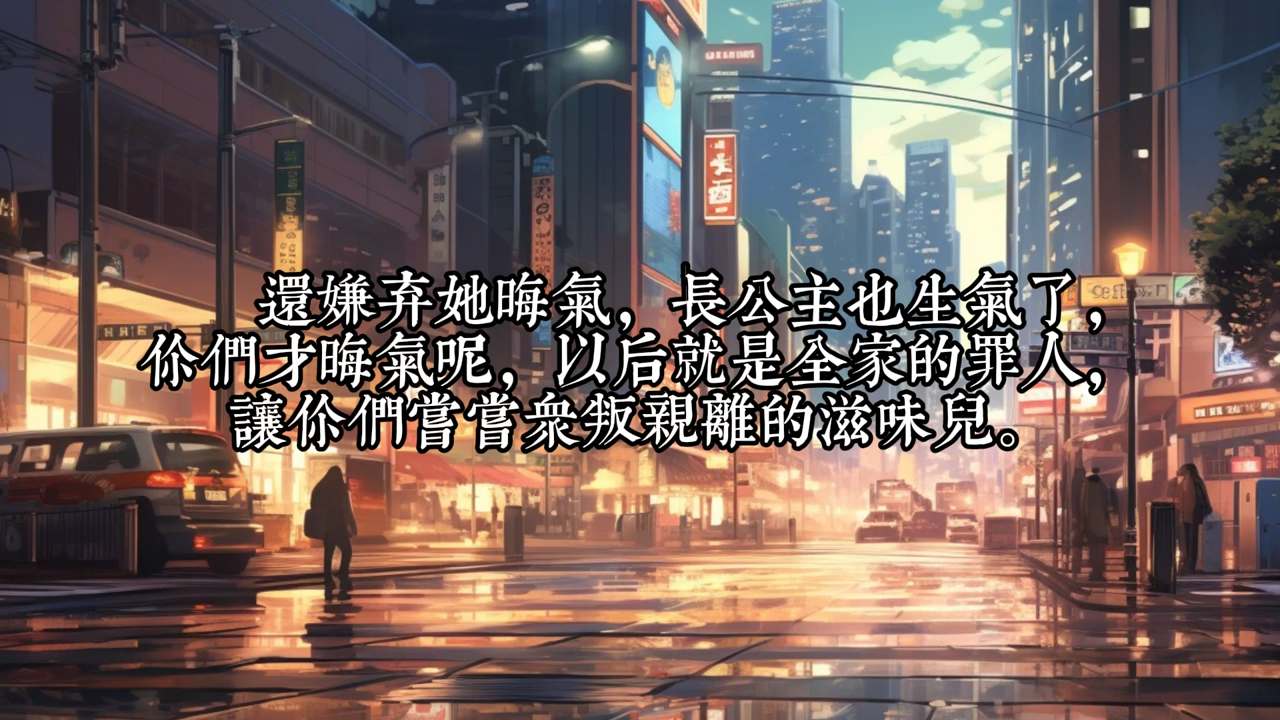 還嫌弃她晦氣，長公主也生氣了，
伱們才晦氣呢，以后就是全家的罪人，
讓伱們嘗嘗衆叛親離的滋味兒。